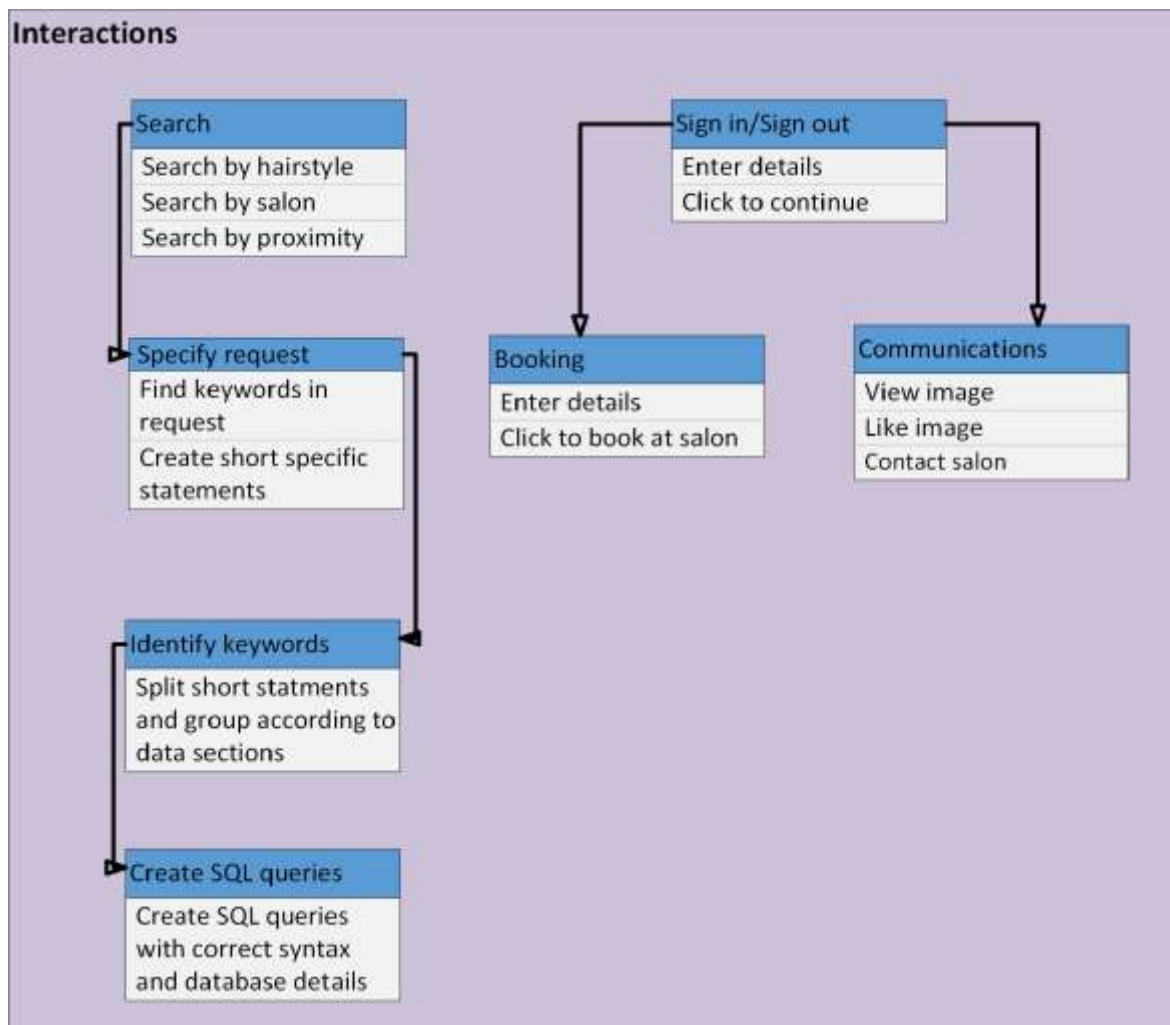 Interactions
Search
Search by hairstyle
Search by salon
Search by proximity
Sign in/Sign out
Enter details
Click to continue
Specify request
Find keywords in
request
Create short specific
statements
Booking
Enter details
Click to book at salon
Communications
View image
Like image
Contact salon
Identify keywords
Split short statments
and group according to
data sections
Create SQL queries
Create SQL queries
with correct syntax
and database details